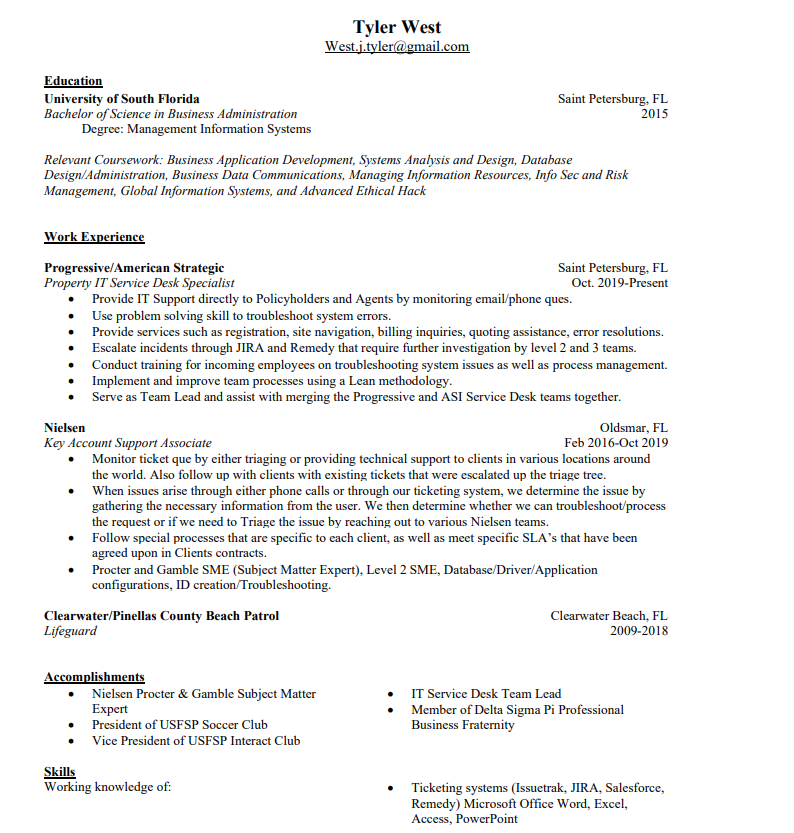 Tyler West
West.j.tyler@gmail.com
Education
University of South Florida Saint Petersburg, FL
Bachelor of Science in Business Administration 2015
Degree: Management Information Systems
Relevant Coursework: Business Application Development, Systems Analysis and Design, Database
Design/Administration, Business Data Communications, Managing Information Resources, Info Sec and Risk
Management, Global Information Systems, and Advanced Ethical Hack
Work Experience
Progressive/American Strategic Saint Petersburg, FL
Property IT Service Desk Specialist Oct. 2019-Present
• Provide IT Support directly to Policyholders and Agents by monitoring email/phone ques.
• Use problem solving skill to troubleshoot system errors.
• Provide services such as registration, site navigation, billing inquiries, quoting assistance, error resolutions.
• Escalate incidents through JIRA and Remedy that require further investigation by level 2 and 3 teams.
• Conduct training for incoming employees on troubleshooting system issues as well as process management.
• Implement and improve team processes using a Lean methodology.
• Serve as Team Lead and assist with merging the Progressive and ASI Service Desk teams together.
Nielsen Oldsmar, FL
Key Account Support Associate Feb 2016-Oct 2019
• Monitor ticket que by either triaging or providing technical support to clients in various locations around
the world. Also follow up with clients with existing tickets that were escalated up the triage tree.
• When issues arise through either phone calls or through our ticketing system, we determine the issue by
gathering the necessary information from the user. We then determine whether we can troubleshoot/process
the request or if we need to Triage the issue by reaching out to various Nielsen teams.
• Follow special processes that are specific to each client, as well as meet specific SLA’s that have been
agreed upon in Clients contracts.
• Procter and Gamble SME (Subject Matter Expert), Level 2 SME, Database/Driver/Application
configurations, ID creation/Troubleshooting.
Clearwater/Pinellas County Beach Patrol Clearwater Beach, FL
Lifeguard 2009-2018
Accomplishments
• Nielsen Procter & Gamble Subject Matter
Expert
• President of USFSP Soccer Club
• Vice President of USFSP Interact Club
• IT Service Desk Team Lead
• Member of Delta Sigma Pi Professional
Business Fraternity
Skills
Working knowledge of:
• Ticketing systems (Issuetrak, JIRA, Salesforce,
Remedy) Microsoft Office Word, Excel,
Access, PowerPoint